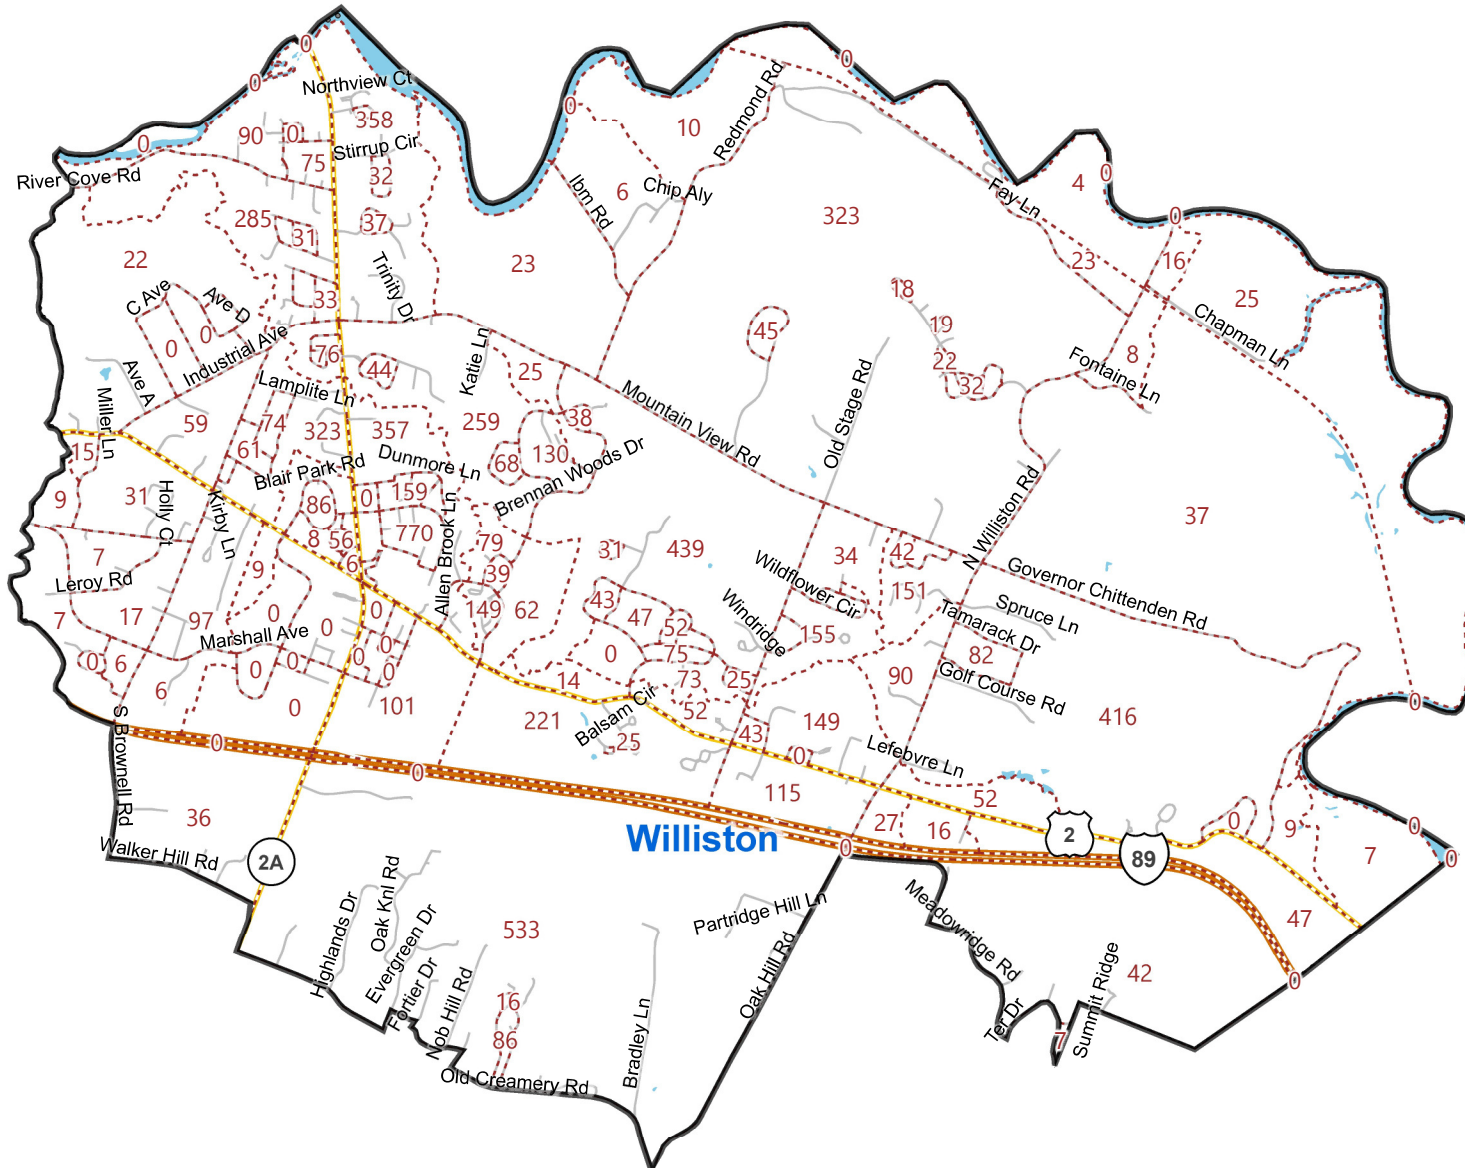 0
0
0
Northview Ct
0
358
90
0
10
Redmond Rd
0
Stirrup Cir
75
River Cove Rd
32
Ibm Rd
6
Chip Aly
4
0
Fay Ln
285
37
31
323
0
22
Trinity Dr
23
23
16
C Ave
Ave D
33
18
25
0
0
Industrial Ave
45
19
Chapman Ln
76
44
Katie Ln
25
22
32
8
Fontaine Ln
Ave A
Miller Ln
Lamplite Ln
Mountain View Rd
Old Stage Rd
59
74
323
357
259
38
15
61
Blair Park Rd
Dunmore Ln
68
130
Brennan Woods Dr
9
31
Holly Ct
Kirby Ln
86
0
159
N Williston Rd
37
7
8
56
770
Allen Brook Ln
79
31
439
34
42
6
Leroy Rd
9
39
Wildflower Cir
Governor Chittenden Rd
7
17
97
0
0
149
62
43
47
52
Windridge
151
Spruce Ln
Marshall Ave
0
0
155
Tamarack Dr
0
6
0
0
0
0
0
75
82
6
14
73
25
90
Golf Course Rd
0
101
221
Balsam Cir
52
149
416
0
S Brownell Rd
0
25
43
0
Lefebvre Ln
0
115
52
36
27
16
2
0
9
0
Williston
Walker Hill Rd
2A
0
89
7
0
Highlands Dr
Oak Knl Rd
Evergreen Dr
533
Partridge Hill Ln
Meadowridge Rd
47
Fortier Dr
Nob Hill Rd
16
Bradley Ln
Oak Hill Rd
42
0
86
Ter Dr
7
Summit Ridge
Old Creamery Rd